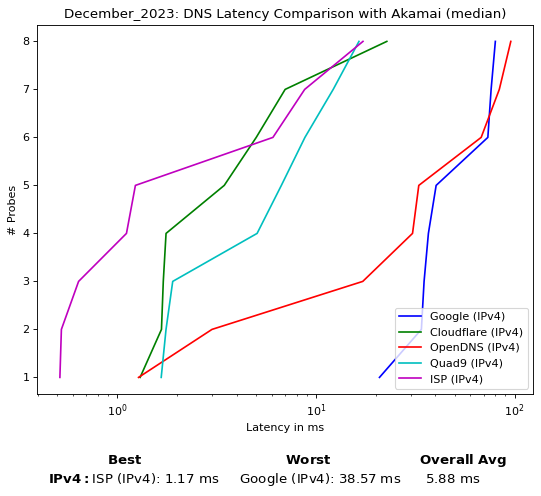 December_2023: DNS Latency Comparison with Akamai (median)
8
7
6
5
4
3
2
1
# Probes
Google (IPv4)
Cloudflare (IPv4)
OpenDNS (IPv4)
Quad9 (IPv4)
ISP (IPv4)
10⁰ 10¹ 10²
Latency in ms
Best Worst Overall Avg
IPv4: ISP (IPv4): 1.17 ms Google (IPv4): 38.57 ms 5.88 ms